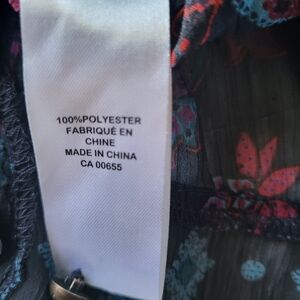 100%POLYESTER
FABRIQUÉ EN
CHINE
MADE IN CHINA
CA 00655